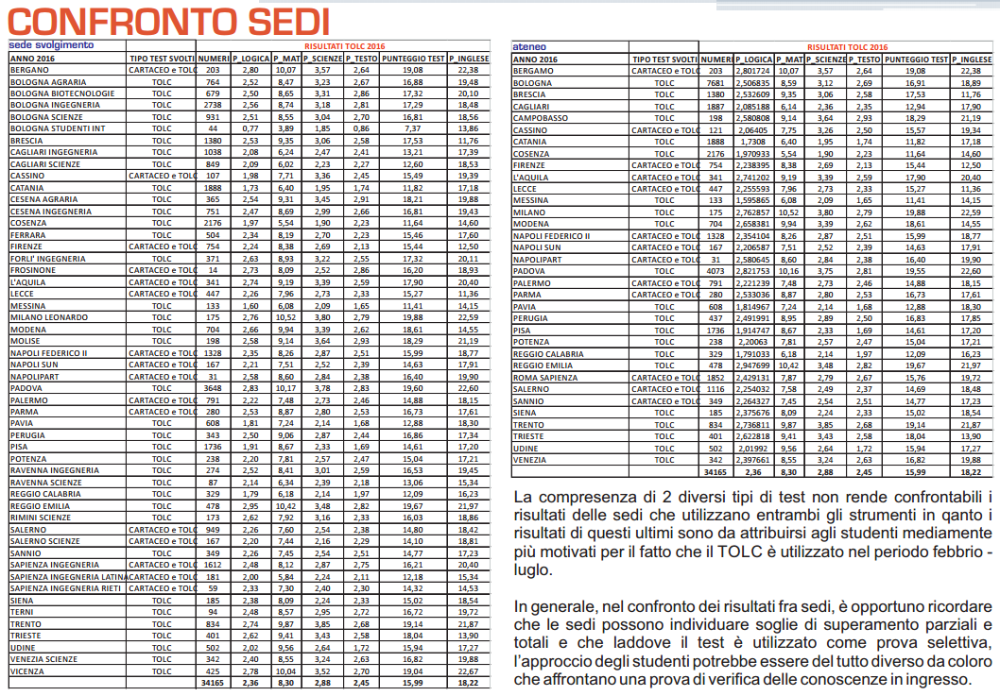 CONFRONTO SEDI
sede svolgimento RISULTATI TOLC 2016
ANNO 2016 TIPO TEST SVOLTI NUMERI P_LOGICA P_MAT P_SCIENZE P_TESTO PUNTEGGIO TEST P_INGLESE
BERGANO CARTACEO e TOLC 203 2,80 10,07 3,57 2,64 19,08 22,38
BOLOGNA AGRARIA TOLC 764 2,52 8,47 3,23 2,67 16,88 19,48
BOLOGNA BIOTECNOLOGIE TOLC 679 2,50 8,65 3,31 2,86 17,32 20,10
BOLOGNA INGEGNERIA TOLC 2738 2,56 8,74 3,18 2,81 17,29 18,48
BOLOGNA SCIENZE TOLC 931 2,51 8,55 3,04 2,70 16,81 18,56
BOLOGNA STUDENTI INT TOLC 44 0,77 3,89 1,85 0,86 7,37 13,86
BRESCIA TOLC 1380 2,53 9,35 3,06 2,58 17,53 11,76
CAGLIARI INGEGNERIA TOLC 1038 2,08 6,24 2,47 2,41 13,21 17,39
CAGLIARI SCIENZE TOLC 849 2,09 6,02 2,23 2,27 12,60 18,53
CASSINO CARTACEO e TOLC 107 1,98 7,71 3,36 2,45 15,49 19,39
CATANIA TOLC 1888 1,73 6,40 1,95 1,74 11,82 17,18
CESENA AGRARIA TOLC 365 2,54 9,31 3,45 2,91 18,21 19,88
CESENA INGEGNERIA TOLC 751 2,47 8,69 2,99 2,66 16,81 19,43
COSENZA TOLC 2176 1,97 5,54 1,90 2,23 11,64 14,60
FERRARA TOLC 504 2,34 8,19 2,70 2,23 15,46 17,60
FIRENZE CARTACEO e TOLC 754 2,24 8,38 2,69 2,13 15,44 12,50
FORLI' INGEGNERIA TOLC 371 2,63 8,93 3,22 2,55 17,32 20,11
FROSINONE CARTACEO e TOLC 14 2,73 8,09 2,52 2,86 16,20 18,93
L'AQUILA CARTACEO e TOLC 341 2,74 9,19 3,39 2,59 17,90 20,40
LECCE CARTACEO e TOLC 447 2,26 7,96 2,73 2,33 15,27 11,36
MESSINA TOLC 133 1,60 6,08 2,09 1,65 11,41 14,15
MILANO LEONARDO TOLC 175 2,76 10,52 3,80 2,79 19,88 22,59
MODENA TOLC 704 2,66 9,94 3,39 2,62 18,61 14,55
MOLISE TOLC 198 2,58 9,14 3,64 2,93 18,29 21,19
NAPOLI FEDERICO II CARTACEO e TOLC 1328 2,35 8,26 2,87 2,51 15,99 18,77
NAPOLI SUN CARTACEO e TOLC 167 2,21 7,51 2,52 2,39 14,63 17,91
NAPOLIPART CARTACEO e TOLC 31 2,58 8,60 2,84 2,38 16,40 19,90
PADOVA TOLC 3648 2,83 10,17 3,78 2,83 19,60 22,60
PALERMO CARTACEO e TOLC 791 2,22 7,48 2,73 2,46 14,88 18,15
PARMA CARTACEO e TOLC 280 2,53 8,87 2,80 2,53 16,73 17,61
PAVIA TOLC 608 1,81 7,24 2,14 1,68 12,88 18,30
PERUGIA TOLC 343 2,50 9,06 2,87 2,44 16,86 17,34
PISA TOLC 1736 1,91 8,67 2,33 1,69 14,61 17,20
POTENZA TOLC 238 2,20 7,81 2,57 2,47 15,04 17,21
RAVENNA INGEGNERIA TOLC 274 2,52 8,41 3,01 2,59 16,53 19,45
RAVENNA SCIENZE TOLC 87 2,14 6,34 2,39 2,18 13,06 15,34
REGGIO CALABRIA TOLC 329 1,79 6,18 2,14 1,97 12,09 16,23
REGGIO EMILIA TOLC 478 2,95 10,42 3,48 2,82 19,67 21,97
RIMINI SCIENZE TOLC 173 2,62 7,92 3,16 2,33 16,03 18,86
SALERNO CARTACEO e TOLC 949 2,26 7,60 2,54 2,38 14,80 18,42
SALERNO SCIENZE CARTACEO e TOLC 167 2,20 7,44 2,16 2,29 14,10 18,81
SANNIO TOLC 349 2,26 7,45 2,54 2,51 14,77 17,23
SAPIENZA INGEGNERIA CARTACEO e TOLC 1612 2,48 8,12 2,87 2,75 16,21 20,40
SAPIENZA INGEGNERIA LATINA CARTACEO e TOLC 181 2,00 5,84 2,24 2,11 12,18 15,34
SAPIENZA INGEGNERIA RIETI CARTACEO e TOLC 59 2,33 7,30 2,40 2,30 14,32 14,53
SIENA TOLC 185 2,38 8,09 2,24 2,33 15,02 18,54
TERNI TOLC 94 2,48 8,57 2,95 2,72 16,72 19,72
TRENTO TOLC 834 2,74 9,87 3,85 2,68 19,14 21,87
TRIESTE TOLC 401 2,62 9,41 3,43 2,58 18,04 13,90
UDINE TOLC 502 2,02 9,56 2,64 1,72 15,94 17,27
VENEZIA SCIENZE TOLC 342 2,40 8,55 3,24 2,63 16,82 19,88
VICENZA TOLC 425 2,78 10,04 3,52 2,70 19,04 22,67
34165 2,36 8,30 2,88 2,45 15,99 18,22
ateneo RISULTATI TOLC 2016
ANNO 2016 TIPO TEST SVOLTI NUMERI P_LOGICA P_MAT P_SCIENZE P_TESTO PUNTEGGIO TEST P_INGLESE
BERGAMO CARTACEO e TOLC 203 2,801724 10,07 3,57 2,64 19,08 22,38
BOLOGNA TOLC 7681 2,506835 8,59 3,12 2,69 16,91 18,89
BRESCIA TOLC 1380 2,532609 9,35 3,06 2,58 17,53 11,76
CAGLIARI TOLC 1887 2,085188 6,14 2,36 2,35 12,94 17,90
CAMPOBASSO TOLC 198 2,580808 9,14 3,64 2,93 18,29 21,19
CASSINO CARTACEO e TOLC 121 2,06405 7,75 3,26 2,50 15,57 19,34
CATANIA TOLC 1888 1,7308 6,40 1,95 1,74 11,82 17,18
COSENZA TOLC 2176 1,970933 5,54 1,90 2,23 11,64 14,60
FIRENZE CARTACEO e TOLC 754 2,238395 8,38 2,69 2,13 15,44 12,50
L'AQUILA CARTACEO e TOLC 341 2,741202 9,19 3,39 2,59 17,90 20,40
LECCE CARTACEO e TOLC 447 2,255593 7,96 2,73 2,33 15,27 11,36
MESSINA TOLC 133 1,595865 6,08 2,09 1,65 11,41 14,15
MILANO TOLC 175 2,762857 10,52 3,80 2,79 19,88 22,59
MODENA TOLC 704 2,658381 9,94 3,39 2,62 18,61 14,55
NAPOLI FEDERICO II CARTACEO e TOLC 1328 2,354104 8,26 2,87 2,51 15,99 18,77
NAPOLI SUN CARTACEO e TOLC 167 2,206587 7,51 2,52 2,39 14,63 17,91
NAPOLIPART CARTACEO e TOLC 31 2,580645 8,60 2,84 2,38 16,40 19,90
PADOVA TOLC 4073 2,821753 10,16 3,75 2,81 19,55 22,60
PALERMO CARTACEO e TOLC 791 2,221239 7,48 2,73 2,46 14,88 18,15
PARMA CARTACEO e TOLC 280 2,533036 8,87 2,80 2,53 16,73 17,61
PAVIA TOLC 608 1,814967 7,24 2,14 1,68 12,88 18,30
PERUGIA TOLC 437 2,491991 8,95 2,89 2,50 16,83 17,85
PISA TOLC 1736 1,914747 8,67 2,33 1,69 14,61 17,20
POTENZA TOLC 238 2,20063 7,81 2,57 2,47 15,04 17,21
REGGIO CALABRIA TOLC 329 1,791033 6,18 2,14 1,97 12,09 16,23
REGGIO EMILIA TOLC 478 2,947699 10,42 3,48 2,82 19,67 21,97
ROMA SAPIENZA CARTACEO e TOLC 1852 2,429131 7,87 2,79 2,67 15,76 19,72
SALERNO CARTACEO e TOLC 1116 2,254032 7,58 2,49 2,37 14,69 18,48
SANNIO CARTACEO e TOLC 349 2,264327 7,45 2,54 2,51 14,77 17,23
SIENA TOLC 185 2,375676 8,09 2,24 2,33 15,02 18,54
TRENTO TOLC 834 2,736811 9,87 3,85 2,68 19,14 21,87
TRIESTE TOLC 401 2,622818 9,41 3,43 2,58 18,04 13,90
UDINE TOLC 502 2,01992 9,56 2,64 1,72 15,94 17,27
VENEZIA TOLC 342 2,397661 8,55 3,24 2,63 16,82 19,88
34165 2,36 8,30 2,88 2,45 15,99 18,22
La compresenza di 2 diversi tipi di test non rende confrontabili i
risultati delle sedi che utilizzano entrambi gli strumenti in qanto i
risultati di questi ultimi sono da attribuirsi agli studenti mediamente
più motivati per il fatto che il TOLC è utilizzato nel periodo febbrio -
luglo.
In generale, nel confronto dei risultati fra sedi, è opportuno ricordare
che le sedi possono individuare soglie di superamento parziali e
totali e che laddove il test è utilizzato come prova selettiva,
l'approccio degli studenti potrebbe essere del tutto diverso da coloro
che affrontano una prova di verifica delle conoscenze in ingresso.